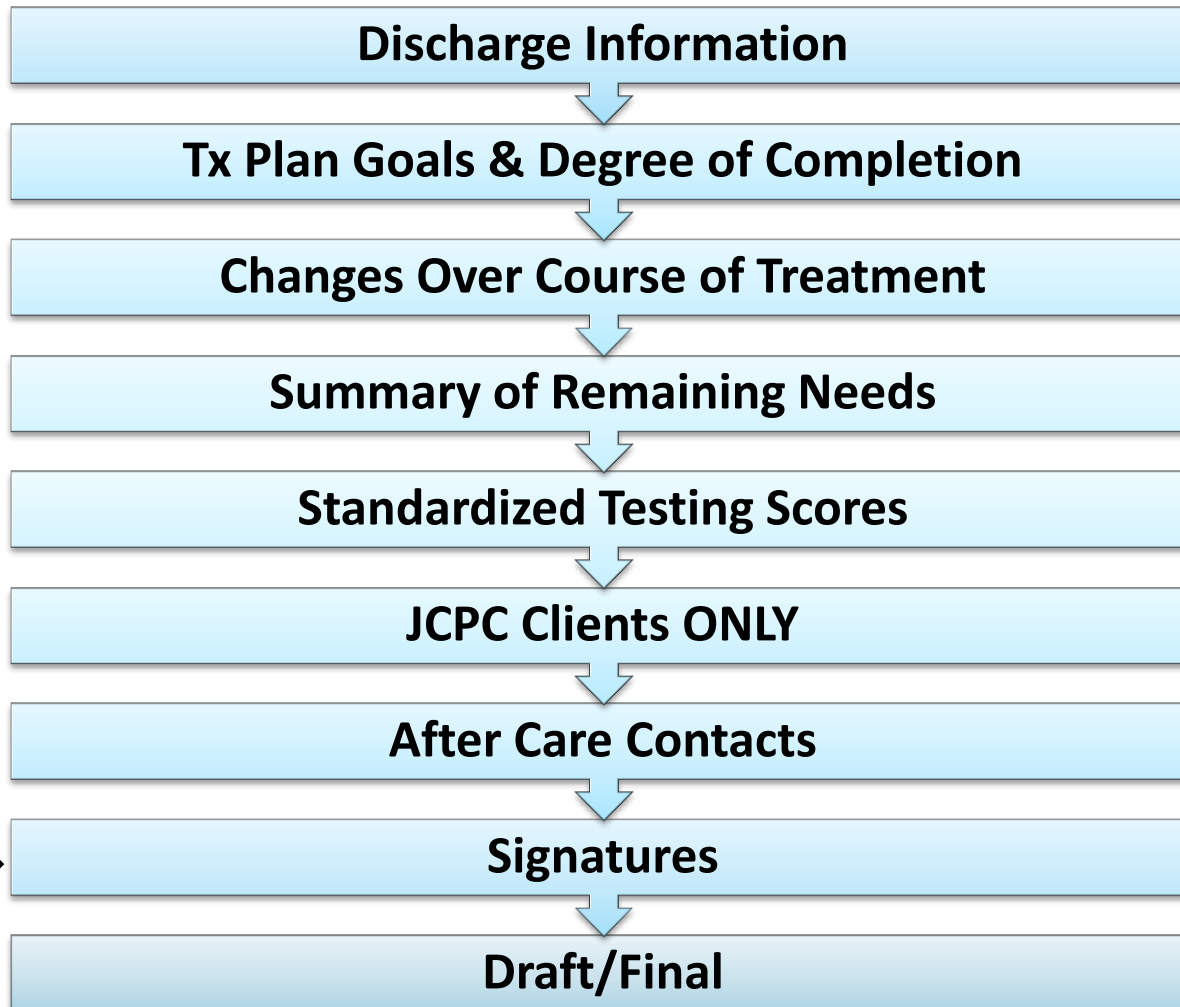 Discharge Information
Tx Plan Goals & Degree of Completion
Changes Over Course of Treatment
Summary of Remaining Needs
Standardized Testing Scores
JCPC Clients ONLY
After Care Contacts
Signatures
Draft/Final